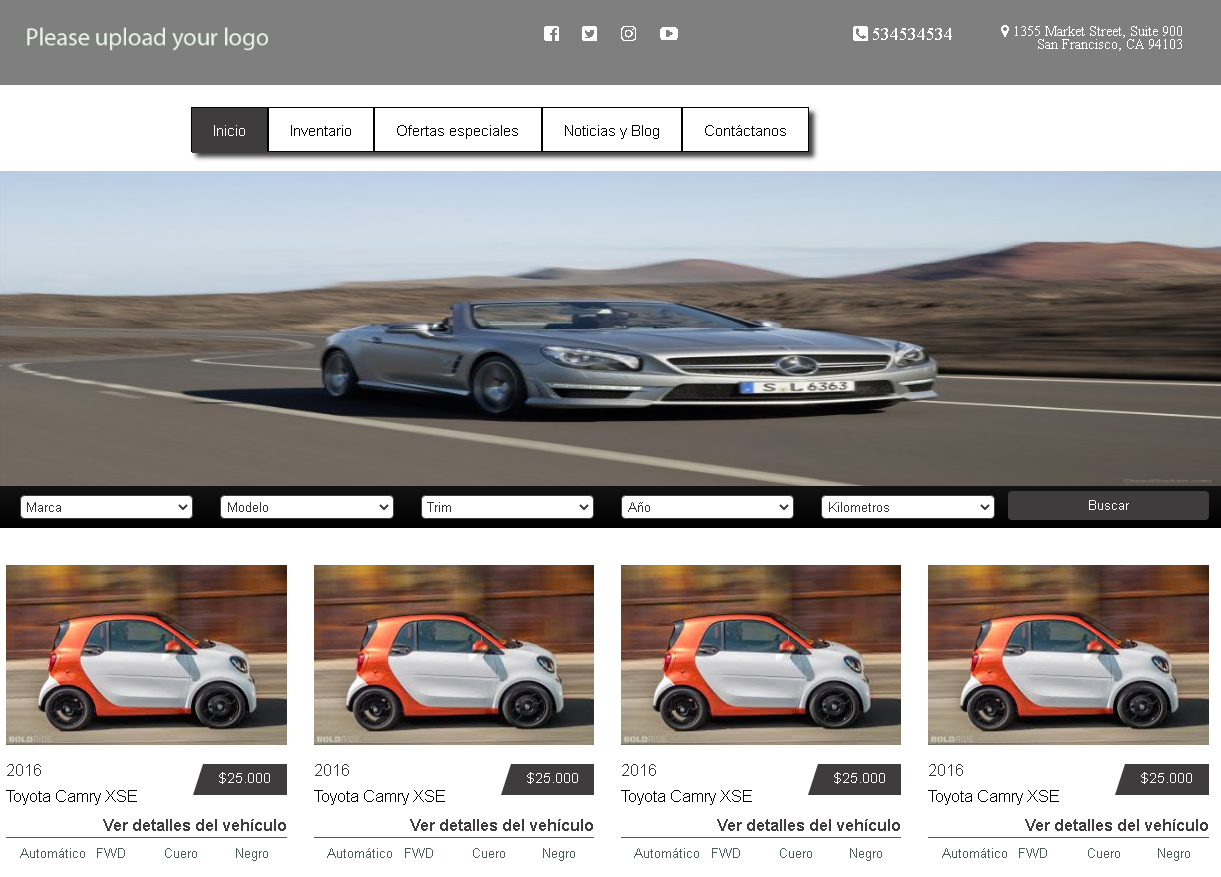 Please upload your logo
534534534
1355 Market Street, Suite 900
San Francisco, CA 94103
Inicio
Inventario
Ofertas especiales
Noticias y Blog
Contáctanos
S L 6363
Marca
Modelo
Trim
Año
Kilometros
Buscar
BOLDRIDE
BOLDRIDE
BOLDRIDE
BOLDRIDE
2016
$25.000
Toyota Camry XSE
Ver detalles del vehículo
Automático FWD Cuero Negro
2016
$25.000
Toyota Camry XSE
Ver detalles del vehículo
Automático FWD Cuero Negro
2016
$25.000
Toyota Camry XSE
Ver detalles del vehículo
Automático FWD Cuero Negro
2016
$25.000
Toyota Camry XSE
Ver detalles del vehículo
Automático FWD Cuero Negro